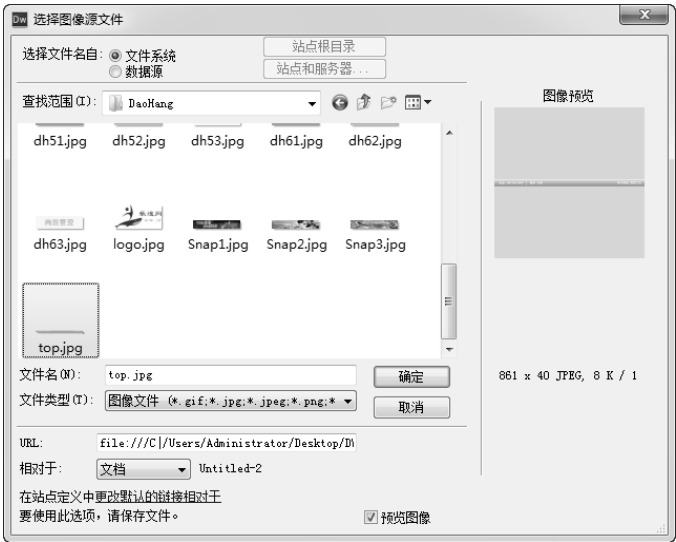 Dw 选择图像源文件
选择文件名自: 文件系统 站点根目录
数据源 站点和服务器...
查找范围(I): DaoHang
图像预览
dh51.jpg dh52.jpg dh53.jpg dh61.jpg dh62.jpg
dh63.jpg logo.jpg Snap1.jpg Snap2.jpg Snap3.jpg
top.jpg
文件名(N): top.jpg 确定
861 x 40 JPEG, 8 K / 1
文件类型(T): 图像文件 (*.gif;*.jpg;*.jpeg;*.png;* 取消
URL: file:///C|/Users/Administrator/Desktop/D\
相对于: 文档 Untitled-2
在站点定义中更改默认的链接相对于
要使用此选项,请保存文件。
预览图像